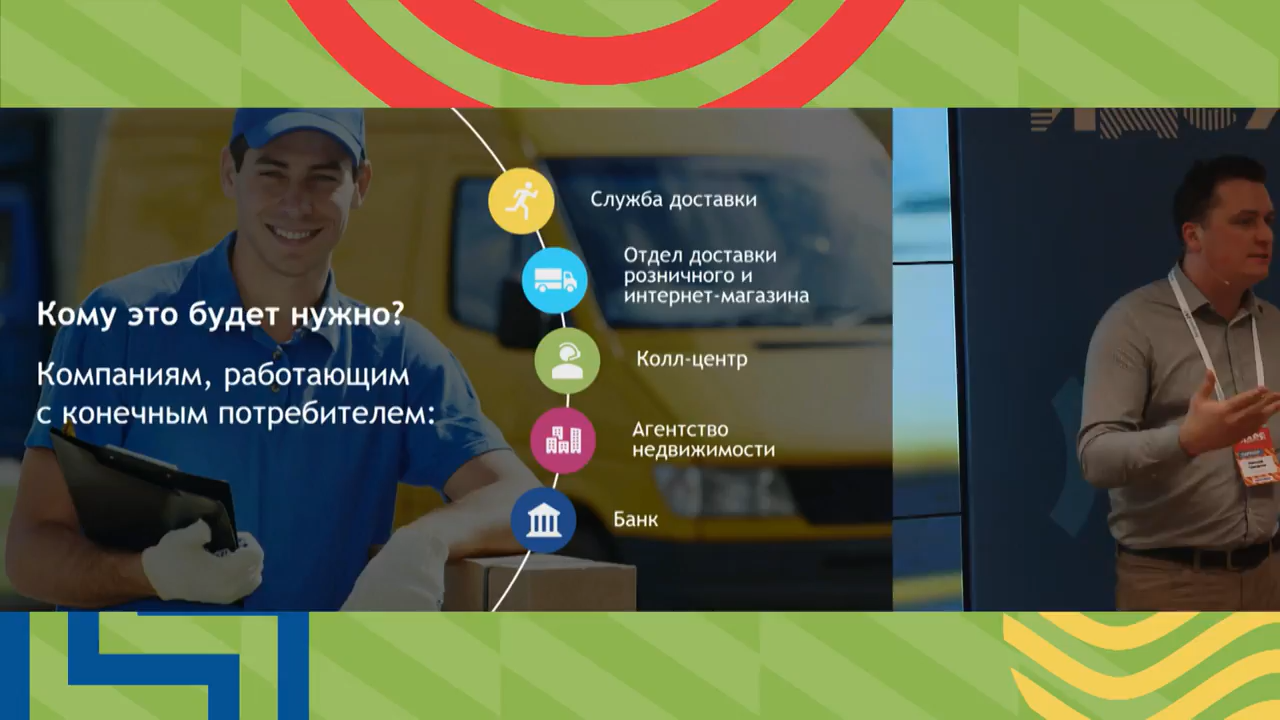 Кому это будет нужно?
Компаниям, работающим
с конечным потребителем:
Служба доставки
Отдел доставки
розничного и
интернет-магазина
Колл-центр
Агентство
недвижимости
Банк